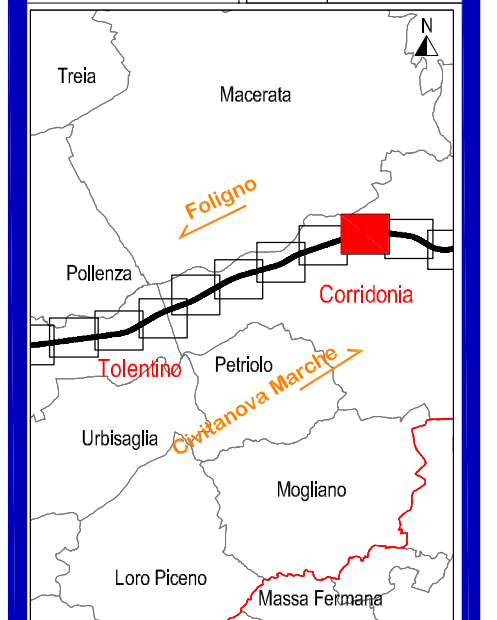 N
Treia
Macerata
Foligno
Pollenza
Corridonia
Tolentino
Petriolo
Civitanova Marche
Urbisaglia
Mogliano
Loro Piceno
Massa Fermana